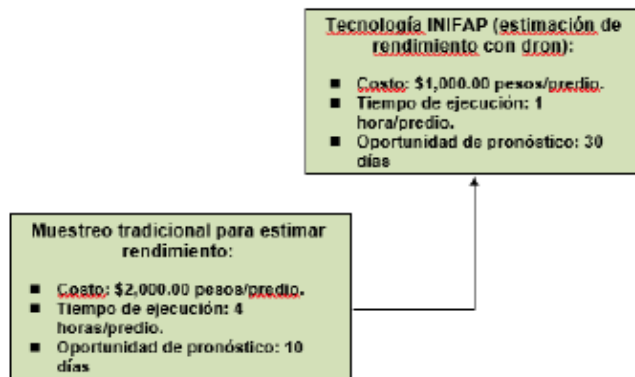 Tecnología INIFAP (estimación de
rendimiento con dron):
■ Costo: $1,000.00 pesos/predio.
■ Tiempo de ejecución: 1
hora/predio.
■ Oportunidad de pronóstico: 30
días
Muestreo tradicional para estimar
rendimiento:
■ Costo: $2,000.00 pesos/predio.
■ Tiempo de ejecución: 4
horas/predio.
■ Oportunidad de pronóstico: 10
días